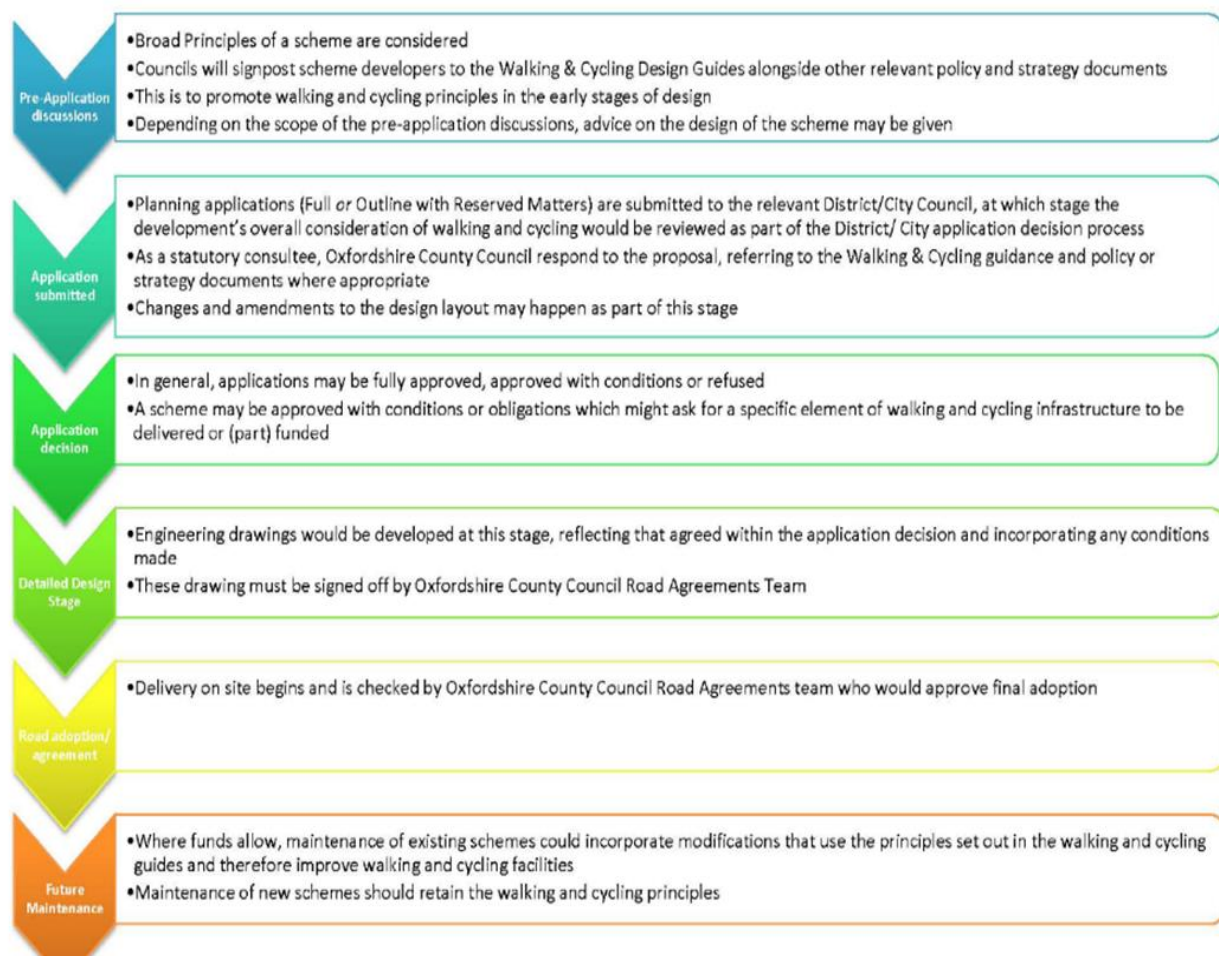 Pre-Application
discussions
•Broad Principles of a scheme are considered
•Councils will signpost scheme developers to the Walking & Cycling Design Guides alongside other relevant policy and strategy documents
•This is to promote walking and cycling principles in the early stages of design
•Depending on the scope of the pre-application discussions, advice on the design of the scheme may be given
Application
submitted
•Planning applications (Full or Outline with Reserved Matters) are submitted to the relevant District/City Council, at which stage the
development's overall consideration of walking and cycling would be reviewed as part of the District/ City application decision process
•As a statutory consultee, Oxfordshire County Council respond to the proposal, referring to the Walking & Cycling guidance and policy or
strategy documents where appropriate
•Changes and amendments to the design layout may happen as part of this stage
Application
decision
•In general, applications may be fully approved, approved with conditions or refused
•A scheme may be approved with conditions or obligations which might ask for a specific element of walking and cycling infrastructure to be
delivered or (part) funded
Detailed Design
Stage
•Engineering drawings would be developed at this stage, reflecting that agreed within the application decision and incorporating any conditions
made
•These drawing must be signed off by Oxfordshire County Council Road Agreements Team
Road adoption/
agreement
•Delivery on site begins and is checked by Oxfordshire County Council Road Agreements team who would approve final adoption
Future
Maintenance
•Where funds allow, maintenance of existing schemes could incorporate modifications that use the principles set out in the walking and cycling
guides and therefore improve walking and cycling facilities
•Maintenance of new schemes should retain the walking and cycling principles